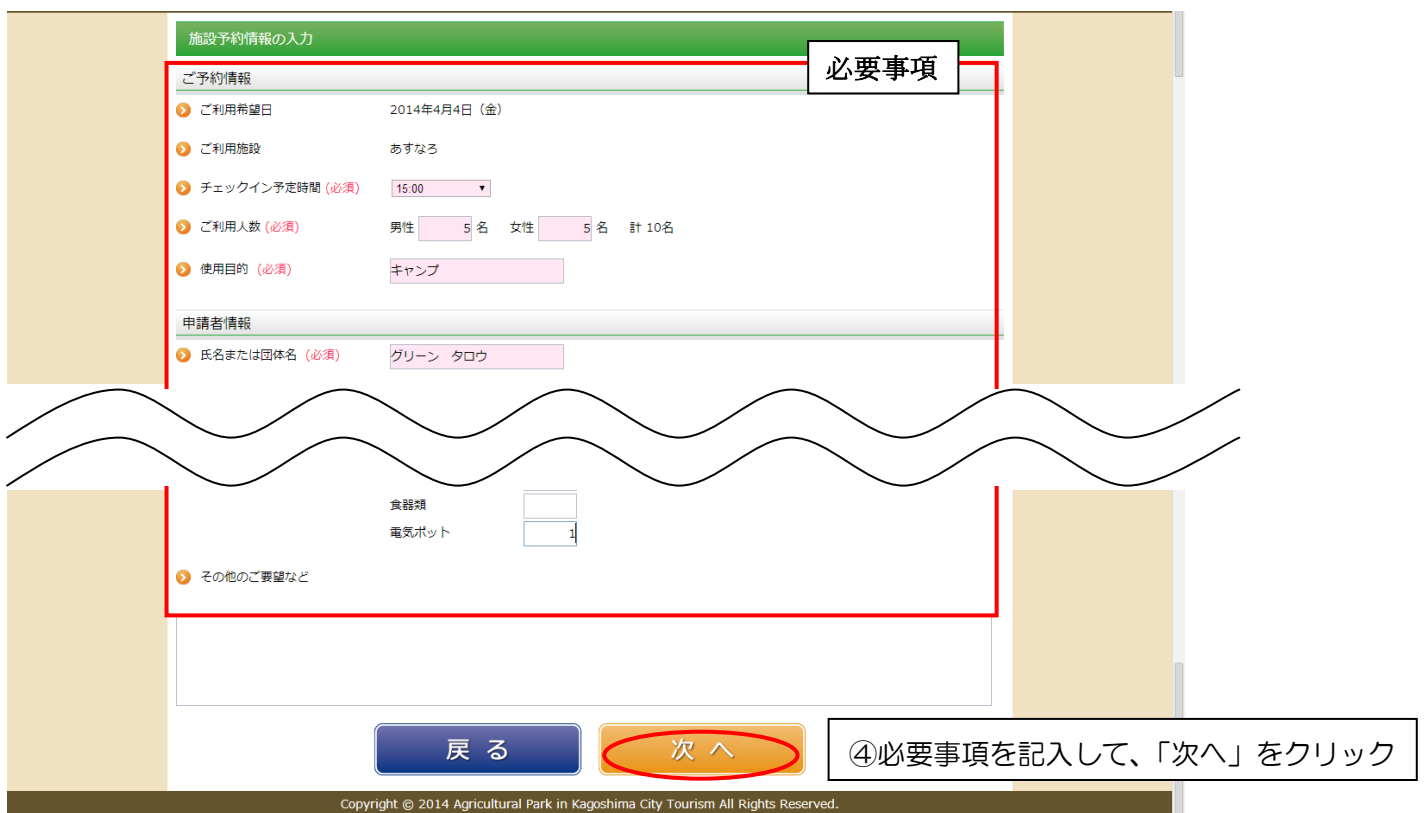 施設予約情報の入力
必要事項
ご予約情報
ご利用希望日 2014年4月4日（金）
ご利用施設 あすなろ
チェックイン予定時間 (必須) 15:00
ご利用人数 (必須) 男性 5 名 女性 5 名 計 10名
使用目的 (必須) キャンプ
申請者情報
氏名または団体名 (必須) グリーン　タロウ
食器類
電気ポット 1
その他のご要望など
戻る 次へ
④必要事項を記入して、「次へ」をクリック
Copyright © 2014 Agricultural Park in Kagoshima City Tourism All Rights Reserved.